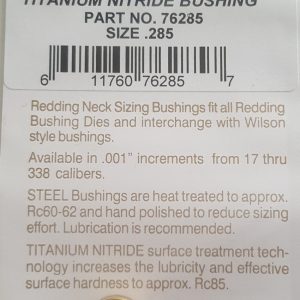 TITANIUM NITRIDE BUSHING
PART NO. 76285
SIZE .285
6 11760 76285 7
Redding Neck Sizing Bushings fit all Redding
Bushing Dies and interchange with Wilson
style bushings.
Available in .001" increments from 17 thru
338 calibers.
STEEL Bushings are heat treated to approx.
Rc60-62 and hand polished to reduce sizing
effort. Lubrication is recommended.
TITANIUM NITRIDE surface treatment tech-
nology increases the lubricity and effective
surface hardness to approx. Rc85.